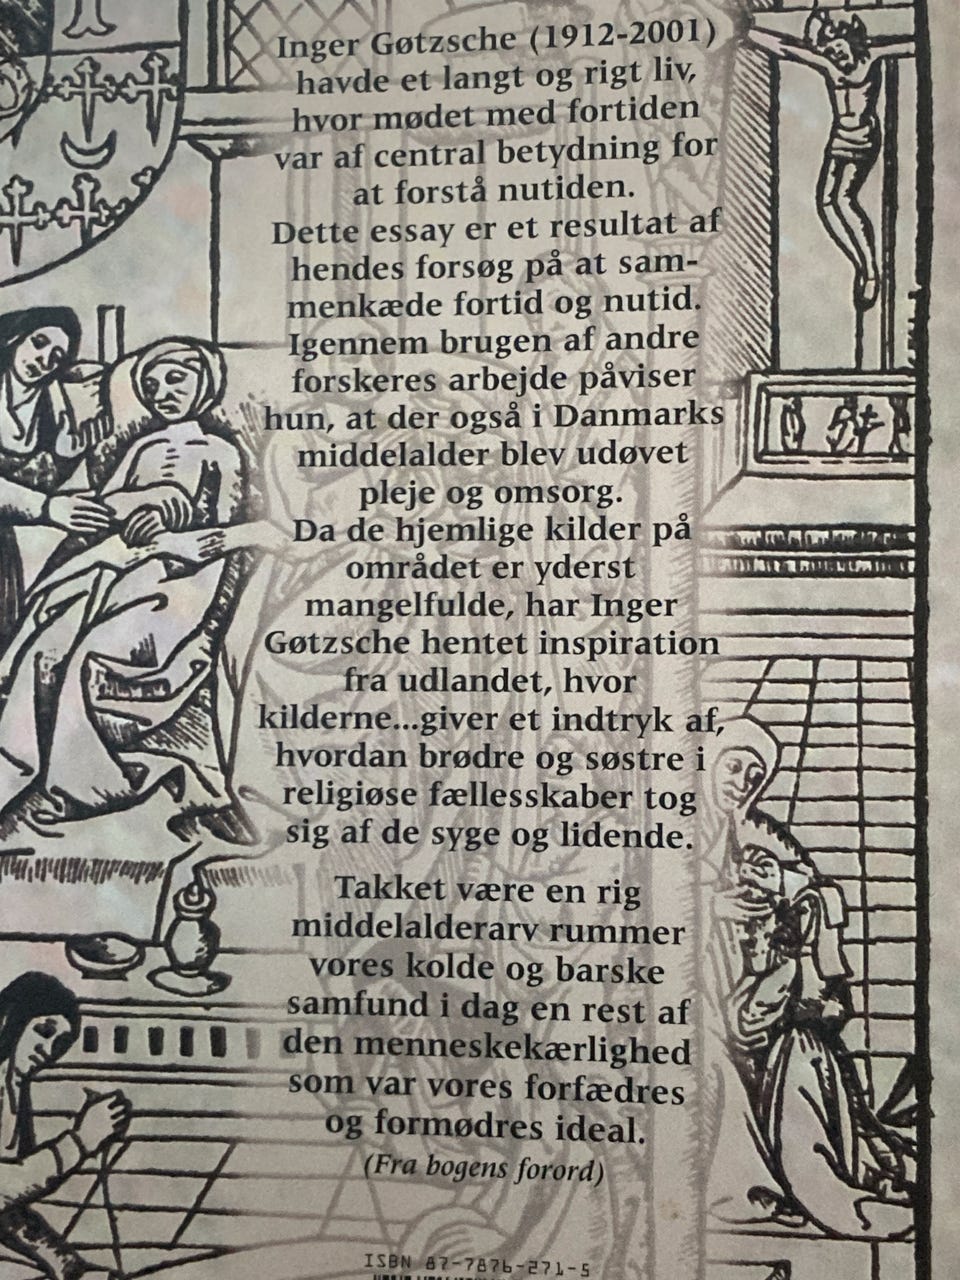 Inger Gøtzsche (1912-2001)
havde et langt og rigt liv,
hvor mødet med fortiden
var af central betydning for
at forstå nutiden.
Dette essay er et resultat af
hendes forsøg på at sam-
menkæde fortid og nutid.
Igennem brugen af andre
forskeres arbejde påviser
hun, at der også i Danmarks
middelalder blev udøvet
pleje og omsorg.
Da de hjemlige kilder på
området er yderst
mangelfulde, har Inger
Gøtzsche hentet inspiration
fra udlandet, hvor
kilderne...giver et indtryk af,
hvordan brødre og søstre i
religiøse fællesskaber tog
sig af de syge og lidende.
Takket være en rig
middelalderarv rummer
vores kolde og barske
samfund i dag en rest af
den menneskekærlighed
som var vores forfædres
og formødres ideal.
(Fra bogens forord)
ISBN 87-7876-271-5